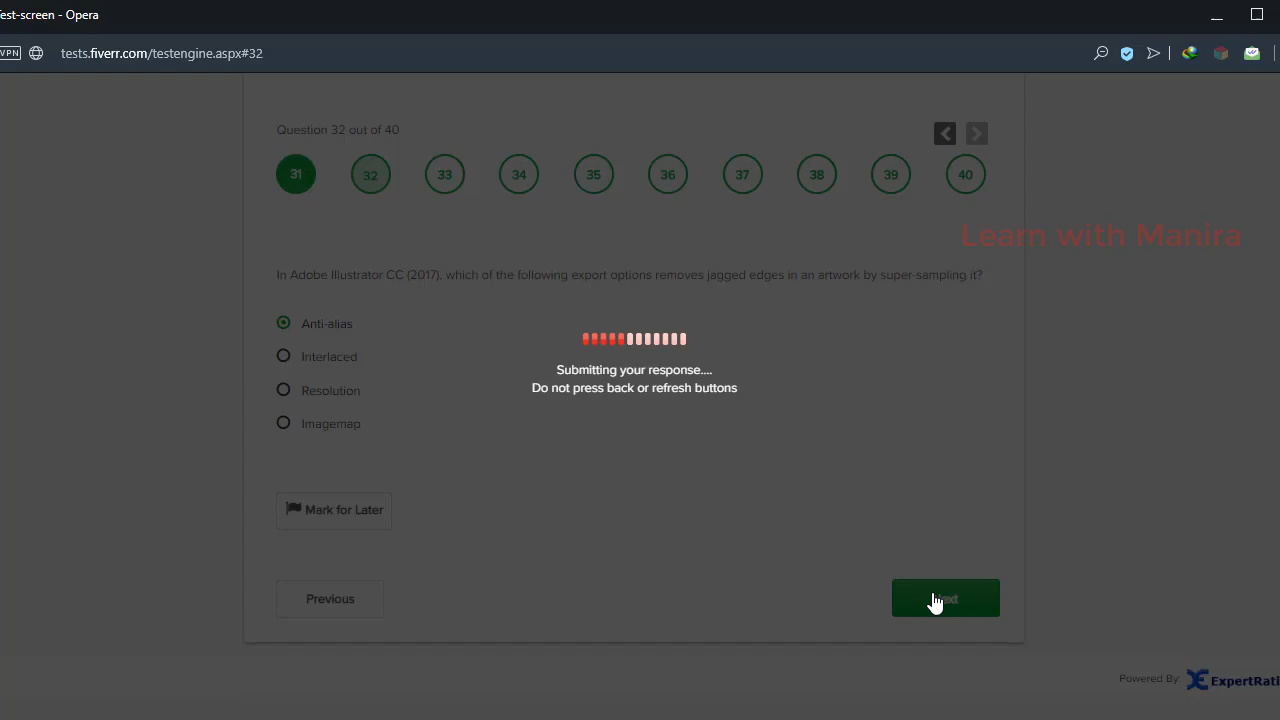 Test-screen - Opera
VPN
tests.fiverr.com/testengine.aspx#32
Question 32 out of 40
31 32 33 34 35 36 37 38 39 40
Learn with Manira
In Adobe Illustrator CC (2017), which of the following export options removes jagged edges in an artwork by super-sampling it?
Anti-alias
Interlaced
Resolution
Imagemap
Submitting your response....
Do not press back or refresh buttons
Mark for Later
Previous
Next
Powered By:
ExpertRati